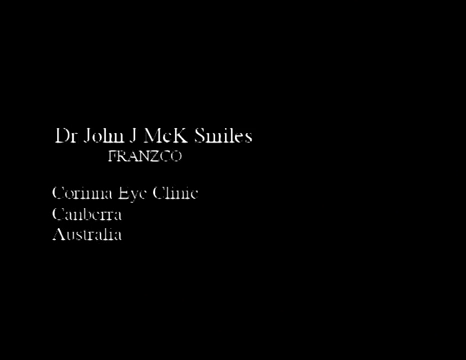 Dr John J McK Smiles
FRANZCO
Corinna Eye Clinic
Canberra
Australia